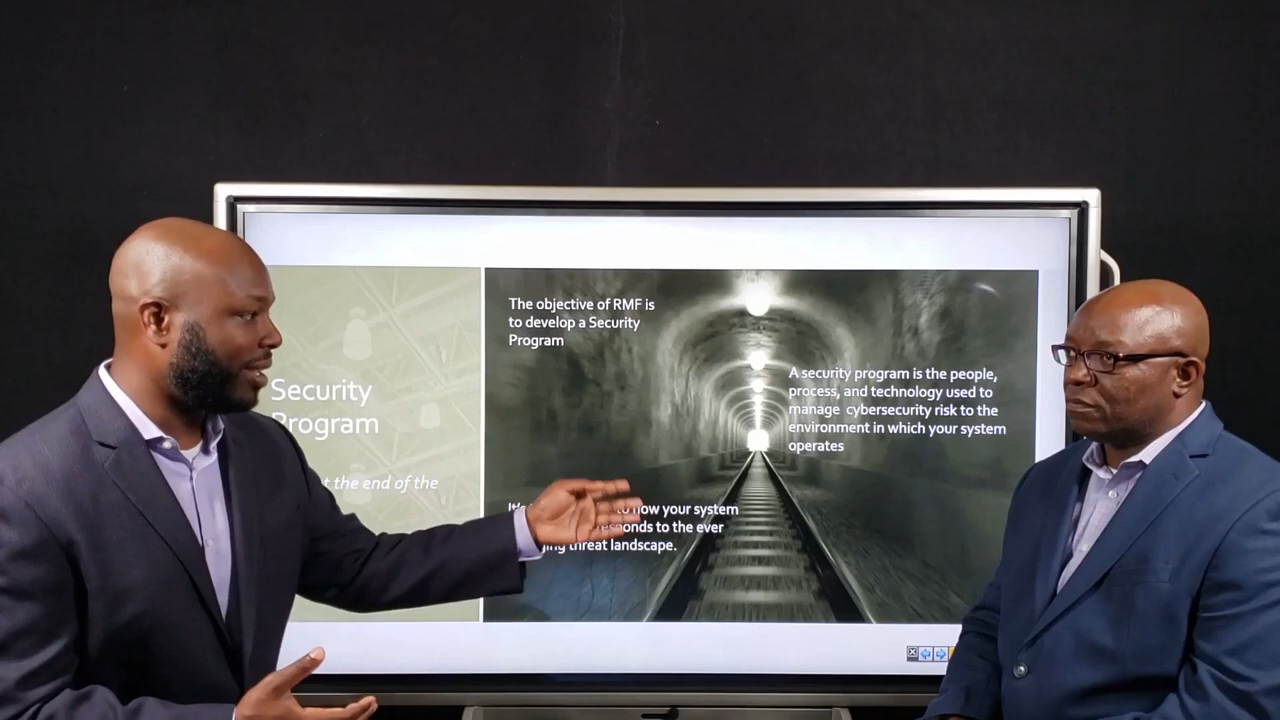 Security
Program
t the end of the
The objective of RMF is
to develop a Security
Program
A security program is the people,
process, and technology used to
manage cybersecurity risk to the
environment in which your system
operates
to how your system
responds to the ever
threat landscape.